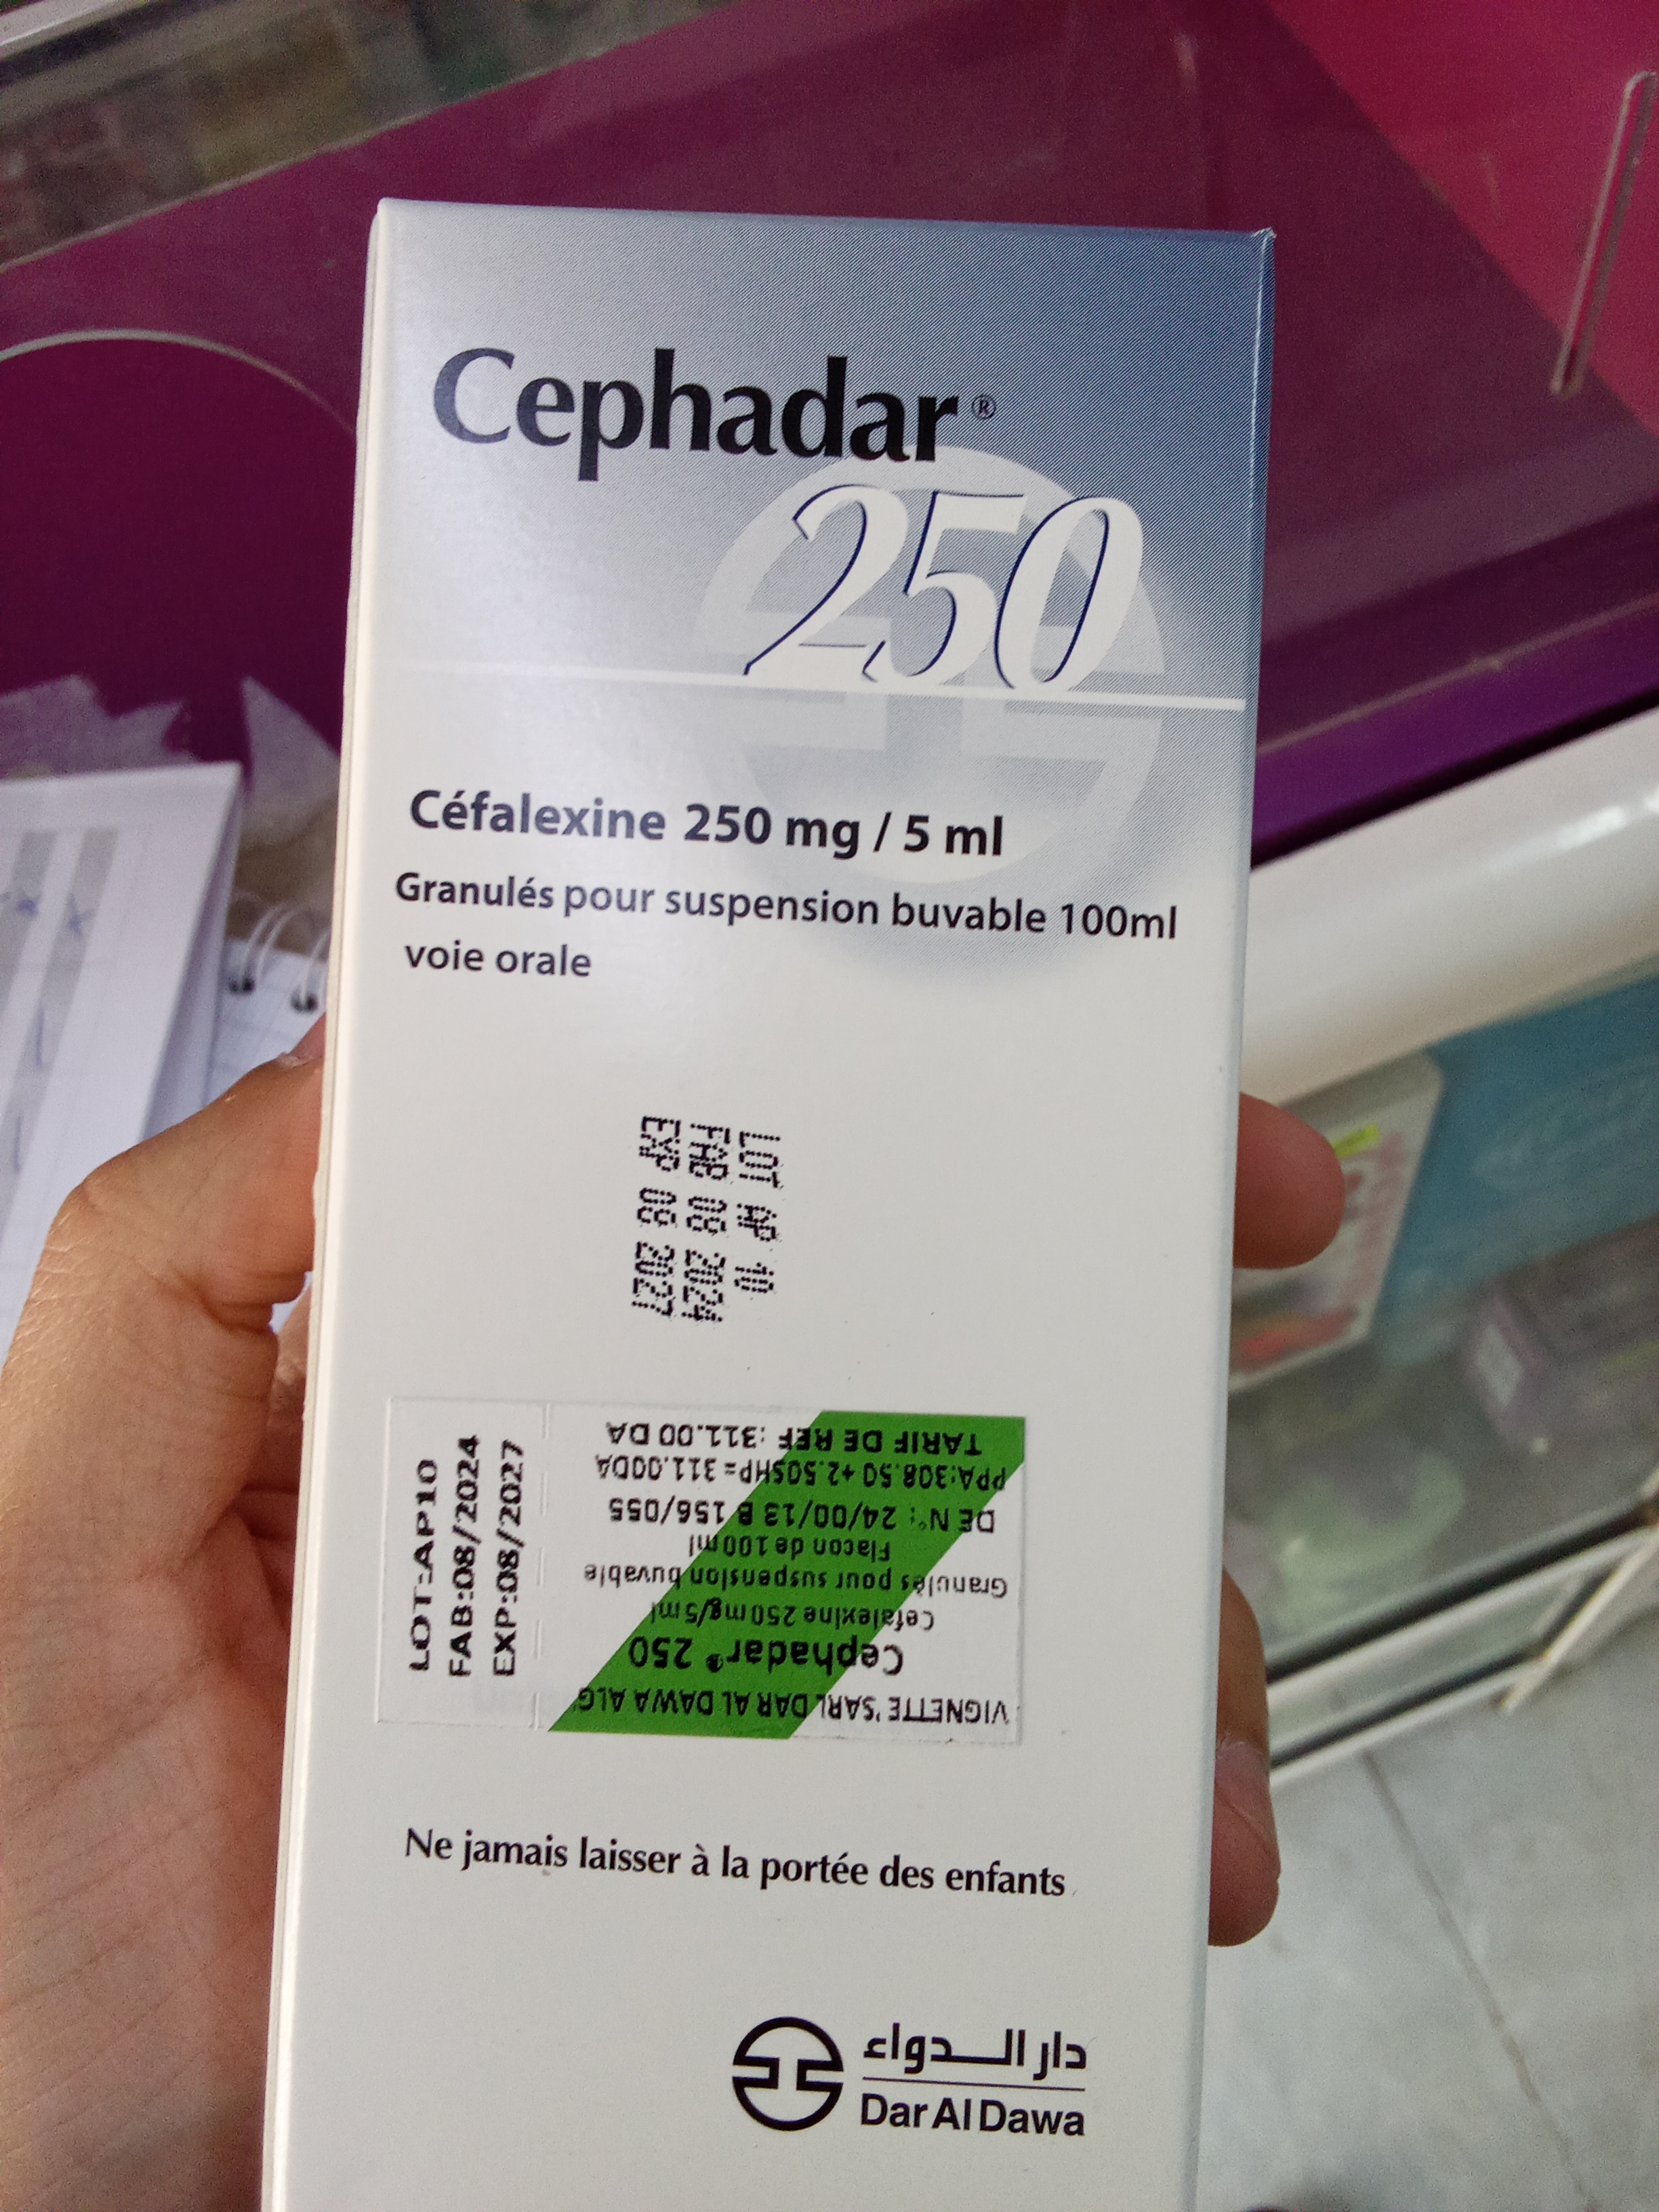 Cephadar®
250
Céfalexine 250 mg / 5 ml
Granulés pour suspension buvable 100ml
voie orale
LOT AP 10
FAB 08 2024
EXP 08 2027
LOT:AP10
FAB:08/2024
EXP:08/2027
VIGNETTE SARL DAR AL DAWA ALG
Cephadar® 250
Cefalexine 250mg/5ml
Granulés pour suspension buvable
Flacon de 100ml
DE N°: 24/00/13 B 156/055
PPA:308.50 +2.50SHP= 311.00DA
TARIF DE REF :311.00 DA
Ne jamais laisser à la portée des enfants
دار الدواء
Dar Al Dawa